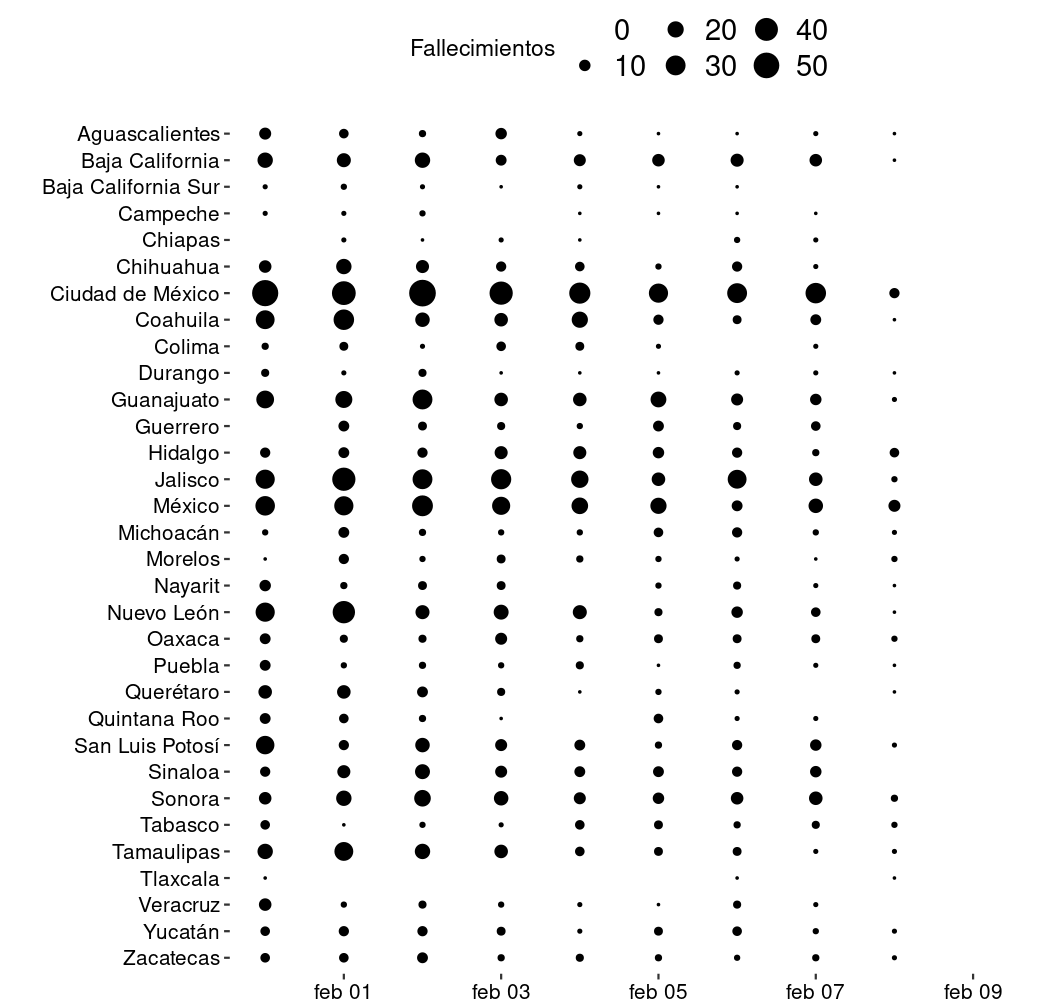 Fallecimientos
0 20 40
10 30 50
Aguascalientes
Baja California
Baja California Sur
Campeche
Chiapas
Chihuahua
Ciudad de México
Coahuila
Colima
Durango
Guanajuato
Guerrero
Hidalgo
Jalisco
México
Michoacán
Morelos
Nayarit
Nuevo León
Oaxaca
Puebla
Querétaro
Quintana Roo
San Luis Potosí
Sinaloa
Sonora
Tabasco
Tamaulipas
Tlaxcala
Veracruz
Yucatán
Zacatecas
feb 01 feb 03 feb 05 feb 07 feb 09